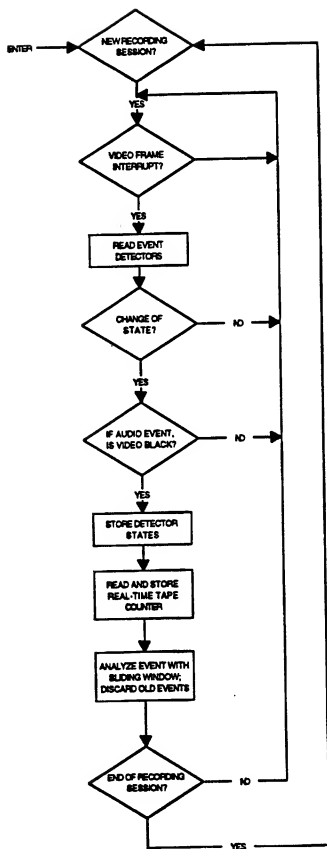 NEW RECORDING
SESSION?
ENTER
YES
VIDEO FRAME
INTERRUPT?
YES
READ EVENT
DETECTORS
CHANGE OF
STATE?
NO
YES
IF AUDIO EVENT,
IS VIDEO BLACK?
NO
YES
STORE DETECTOR
STATES
READ AND STORE
REAL-TIME TAPE
COUNTER
ANALYZE EVENT WITH
SLIDING WINDOW;
DISCARD OLD EVENTS
END OF RECORDING
SESSION?
NO
YES